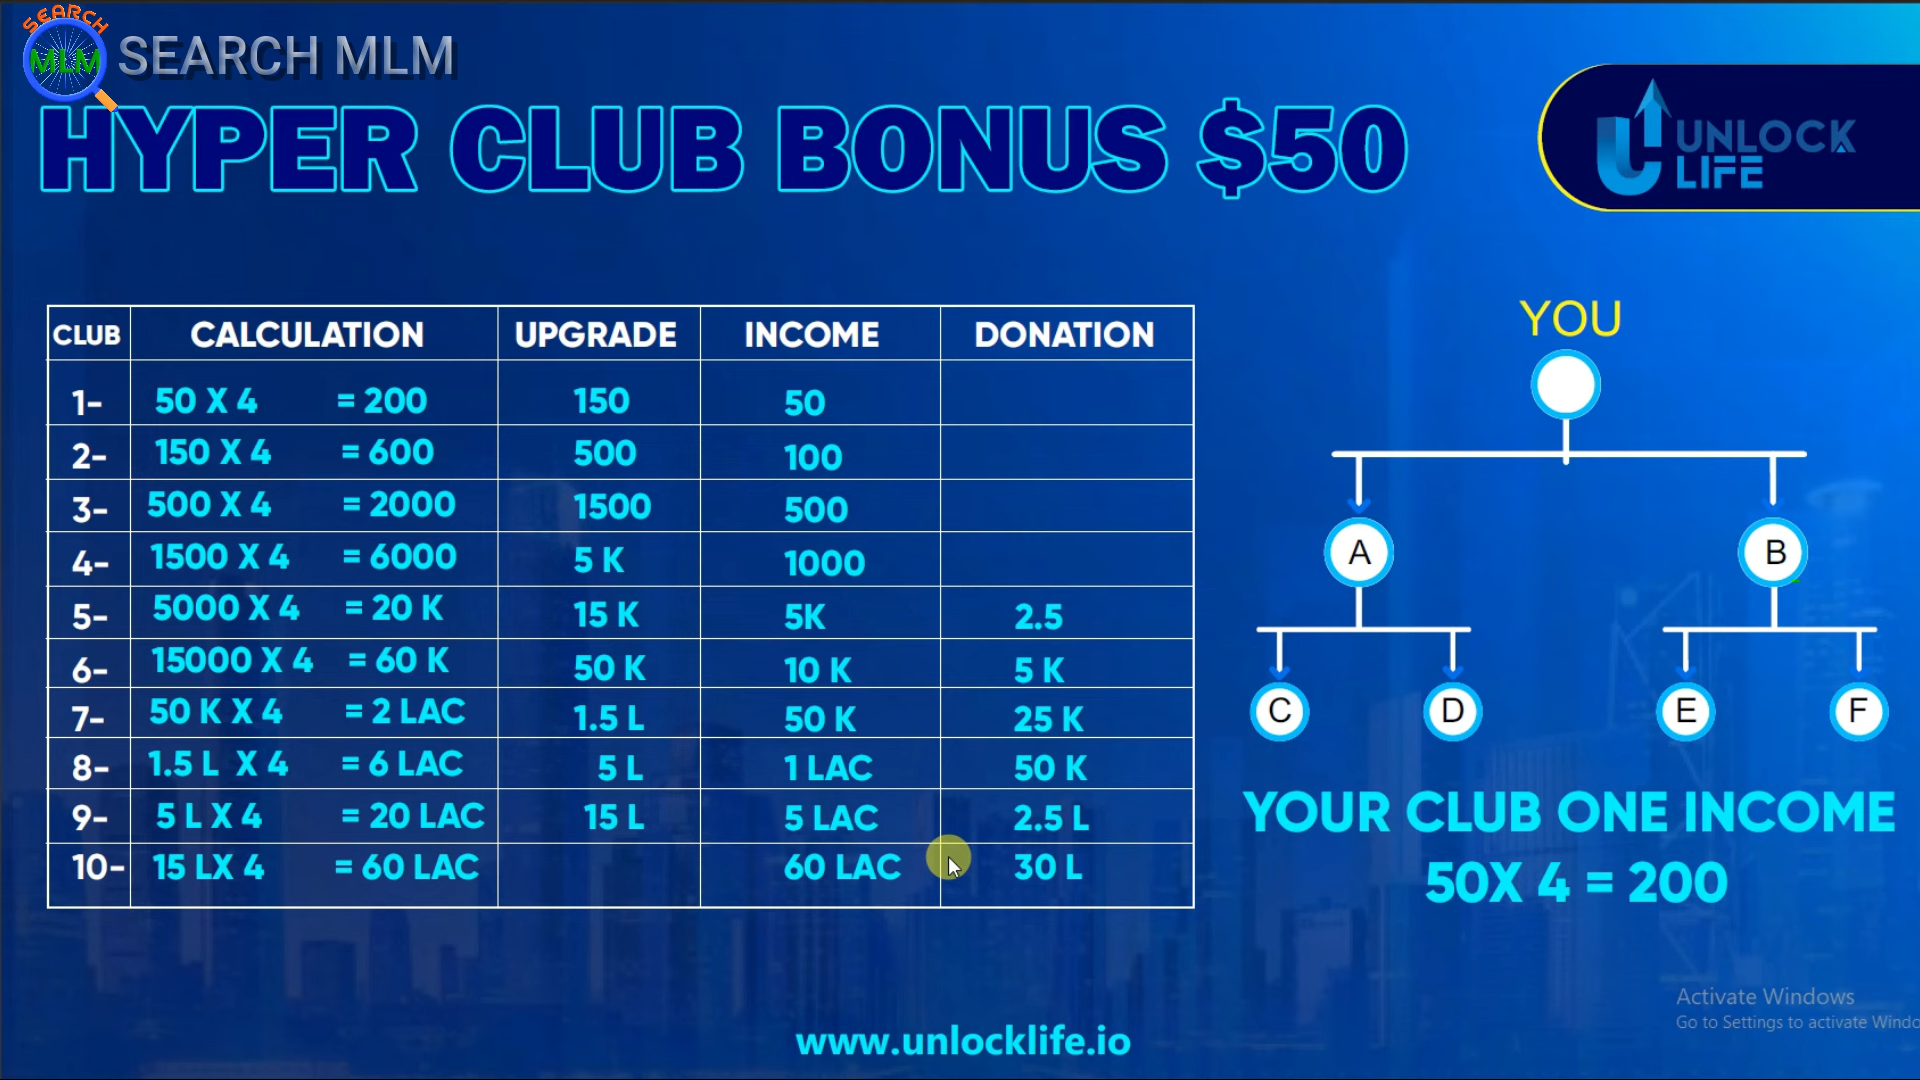 SEARCH
MLM
SEARCH MLM
HYPER CLUB BONUS $50
UNLOCK
LIFE
CLUB CALCULATION UPGRADE INCOME DONATION
1- 50 X 4 = 200 150 50
2- 150 X 4 = 600 500 100
3- 500 X 4 = 2000 1500 500
4- 1500 X 4 = 6000 5 K 1000
5- 5000 X 4 = 20 K 15 K 5K 2.5
6- 15000 X 4 = 60 K 50 K 10 K 5 K
7- 50 K X 4 = 2 LAC 1.5 L 50 K 25 K
8- 1.5 L X 4 = 6 LAC 5 L 1 LAC 50 K
9- 5 L X 4 = 20 LAC 15 L 5 LAC 2.5 L
10- 15 LX 4 = 60 LAC 60 LAC 30 L
YOU
A B
C D E F
YOUR CLUB ONE INCOME
50X 4 = 200
Activate Windows
Go to Settings to activate Windo
www.unlocklife.io